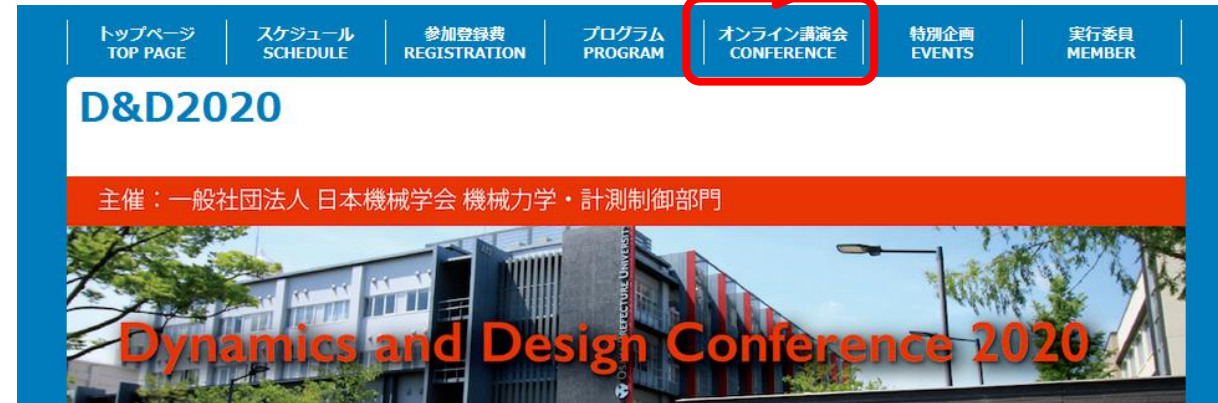 トップページ
TOP PAGE
スケジュール
SCHEDULE
参加登録費
REGISTRATION
プログラム
PROGRAM
オンライン講演会
CONFERENCE
特別企画
EVENTS
実行委員
MEMBER
D&D2020
主催：一般社団法人 日本機械学会 機械力学・計測制御部門
OSAKA PREFECTURE UNIVERSITY
Dynamics and Design Conference 2020